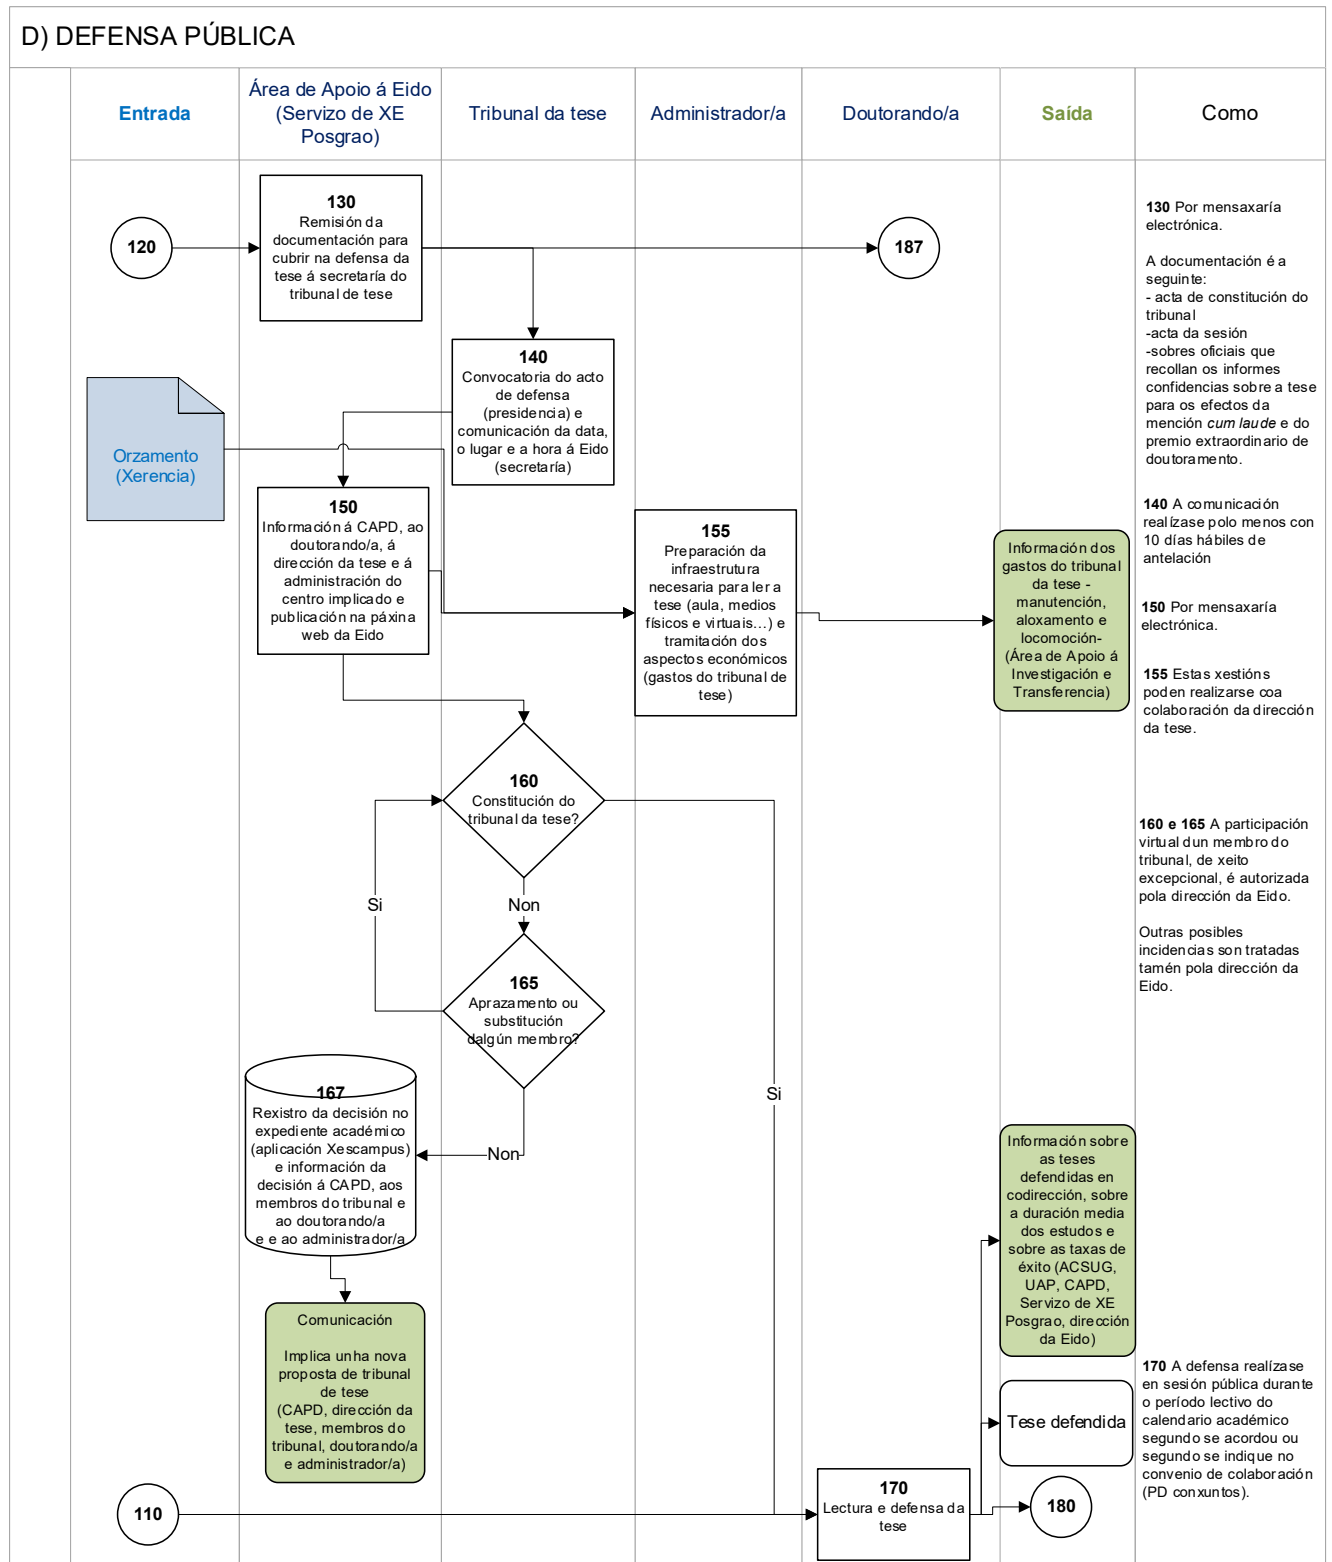 D) DEFENSA PÚBLICA
Entrada
Área de Apoio á Eido
(Servizo de XE
Posgrao)
Tribunal da tese
Administrador/a
Doutorando/a
Saída
Como
120
130
Remisión da
documentación para
cubrir na defensa da
tese á secretaría do
tribunal de tese
187
130 Por mensaxaría
electrónica.
A documentación é a
seguinte:
- acta de constitución do
tribunal
-acta da sesión
-sobres oficiais que
recollan os informes
confidencias sobre a tese
para os efectos da
mención cum laude e do
premio extraordinario de
doutoramento.
140
Convocatoria do acto
de defensa
(presidencia) e
comunicación da data,
o lugar e a hora á Eido
(secretaría)
Orzamento
(Xerencia)
150
Información á CAPD, ao
doutorando/a, á
dirección da tese e á
administración do
centro implicado e
publicación na páxina
web da Eido
155
Preparación da
infraestrutura
necesaria para ler a
tese (aula, medios
físicos e virtuais...) e
tramitación dos
aspectos económicos
(gastos do tribunal de
tese)
Información dos
gastos do tribunal
da tese -
manutención,
aloxamento e
locomoción-
(Área de Apoio á
Investigación e
Transferencia)
140 A comunicación
realízase polo menos con
10 días hábiles de
antelación
150 Por mensaxaría
electrónica.
155 Estas xestións
poden realizarse coa
colaboración da dirección
da tese.
160
Constitución do
tribunal da tese?
Si
Non
160 e 165 A participación
virtual dun membro do
tribunal, de xeito
excepcional, é autorizada
pola dirección da Eido.
Outras posibles
incidencias son tratadas
tamén pola dirección da
Eido.
165
Aprazamento ou
substitución
dalgún membro?
Si
Non
167
Rexistro da decisión no
expediente académico
(aplicación Xescampus)
e información da
decisión á CAPD, aos
membros do tribunal e
ao doutorando/a
e e ao administrador/a
Comunicación
Implica unha nova
proposta de tribunal
de tese
(CAPD, dirección da
tese, membros do
tribunal, doutorando/a
e administrador/a)
Información sobre
as teses
defendidas en
codirección, sobre
a duración media
dos estudos e
sobre as taxas de
éxito (ACSUG,
UAP, CAPD,
Servizo de XE
Posgrao, dirección
da Eido)
Tese defendida
170 A defensa realízase
en sesión pública durante
o período lectivo do
calendario académico
segundo se acordou ou
segundo se indique no
convenio de colaboración
(PD conxuntos).
110
170
Lectura e defensa da
tese
180